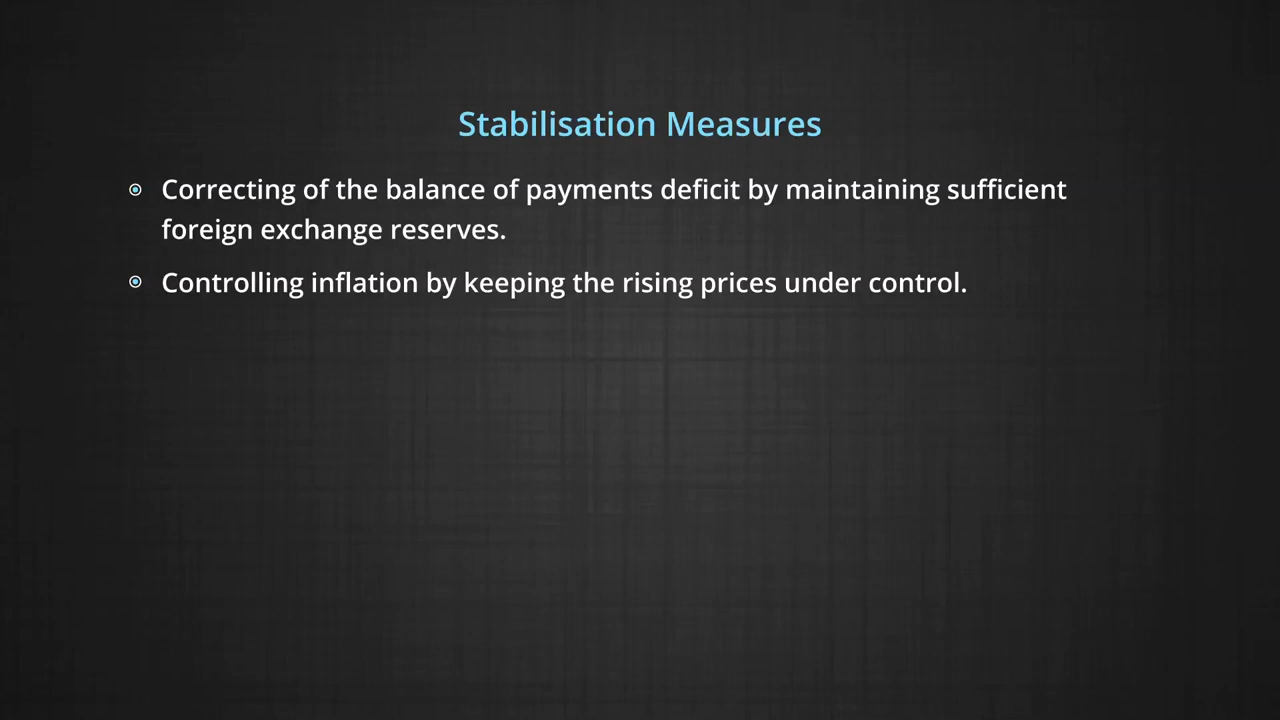 Stabilisation Measures
Correcting of the balance of payments deficit by maintaining sufficient
foreign exchange reserves.
Controlling inflation by keeping the rising prices under control.